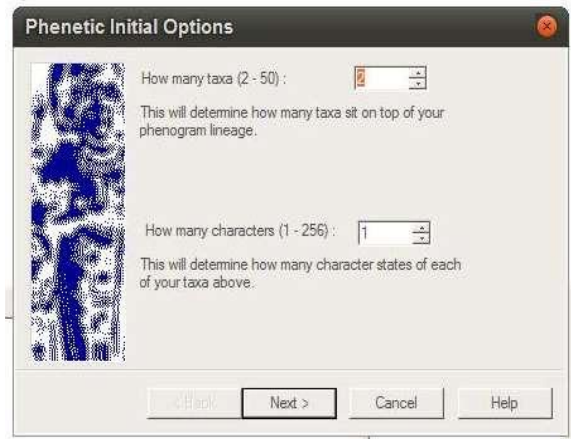 Phenetic Initial Options
How many taxa (2 - 50) :
2
This will determine how many taxa sit on top of your
phenogram lineage.
How many characters (1 - 256) :
1
This will determine how many character states of each
of your taxa above.
< Back
Next >
Cancel
Help